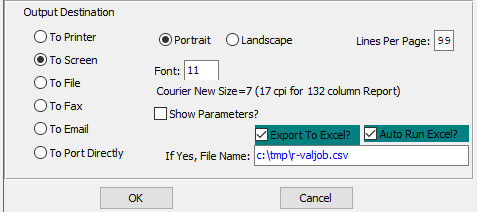 Output Destination
To Printer
To Screen
To File
To Fax
To Email
To Port Directly
Portrait
Landscape
Lines Per Page: 99
Font: 11
Courier New Size=7 (17 cpi for 132 column Report)
Show Parameters?
Export To Excel?
Auto Run Excel?
If Yes, File Name: c:\tmp\r-valjob.csv
OK
Cancel